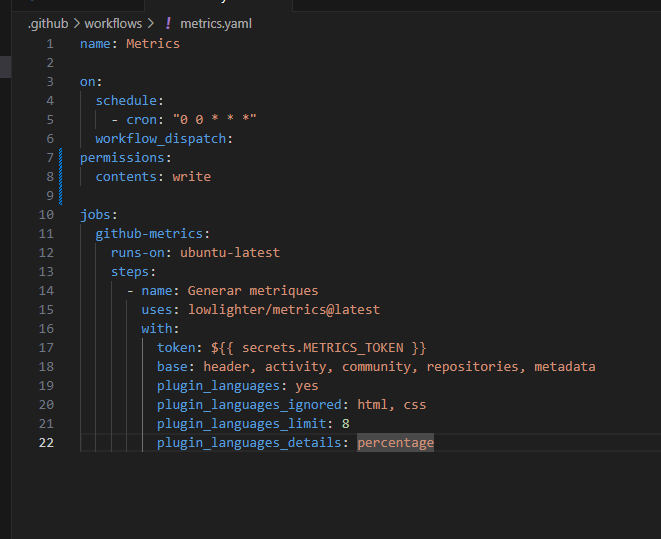 .github > workflows > ! metrics.yaml
1 name: Metrics
2
3 on:
4 schedule:
5 - cron: "0 0 * * *"
6 workflow_dispatch:
7 permissions:
8 contents: write
9
10 jobs:
11 github-metrics:
12 runs-on: ubuntu-latest
13 steps:
14 - name: Generar metriques
15 uses: lowlighter/metrics@latest
16 with:
17 token: ${{ secrets.METRICS_TOKEN }}
18 base: header, activity, community, repositories, metadata
19 plugin_languages: yes
20 plugin_languages_ignored: html, css
21 plugin_languages_limit: 8
22 plugin_languages_details: percentage